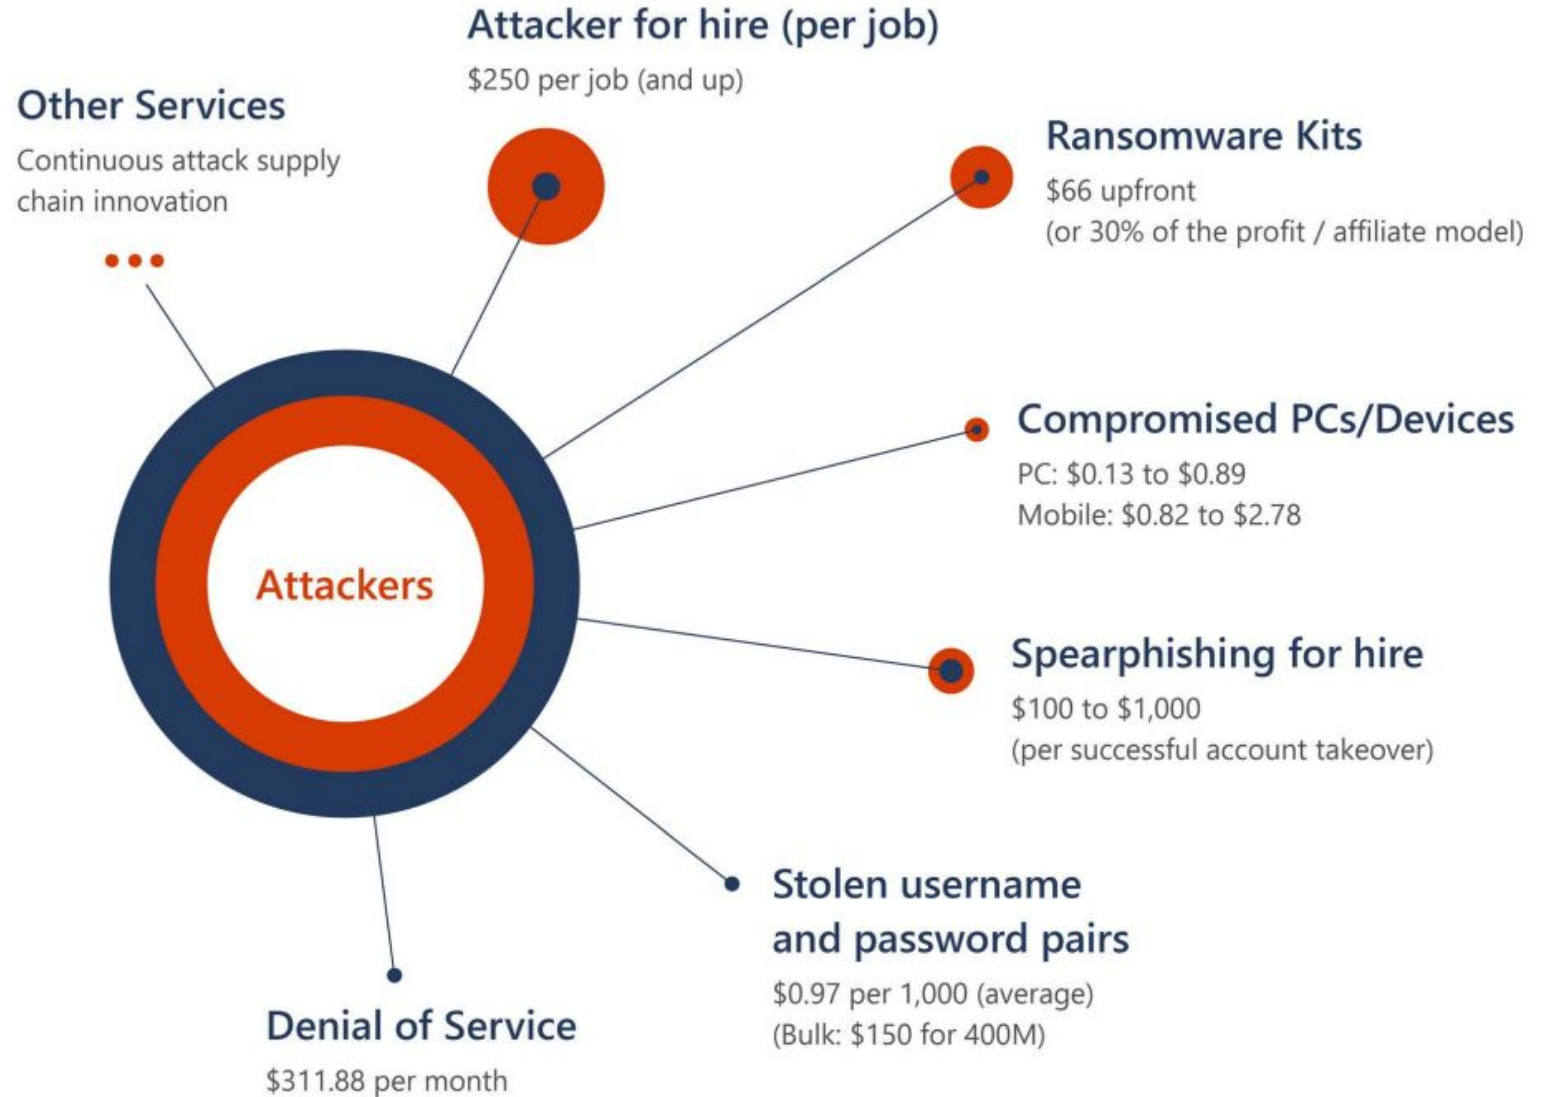 Attacker for hire (per job)
$250 per job (and up)
Other Services
Continuous attack supply
chain innovation
Ransomware Kits
$66 upfront
(or 30% of the profit / affiliate model)
Compromised PCs/Devices
PC: $0.13 to $0.89
Mobile: $0.82 to $2.78
Attackers
Spearphishing for hire
$100 to $1,000
(per successful account takeover)
Stolen username
and password pairs
$0.97 per 1,000 (average)
(Bulk: $150 for 400M)
Denial of Service
$311.88 per month